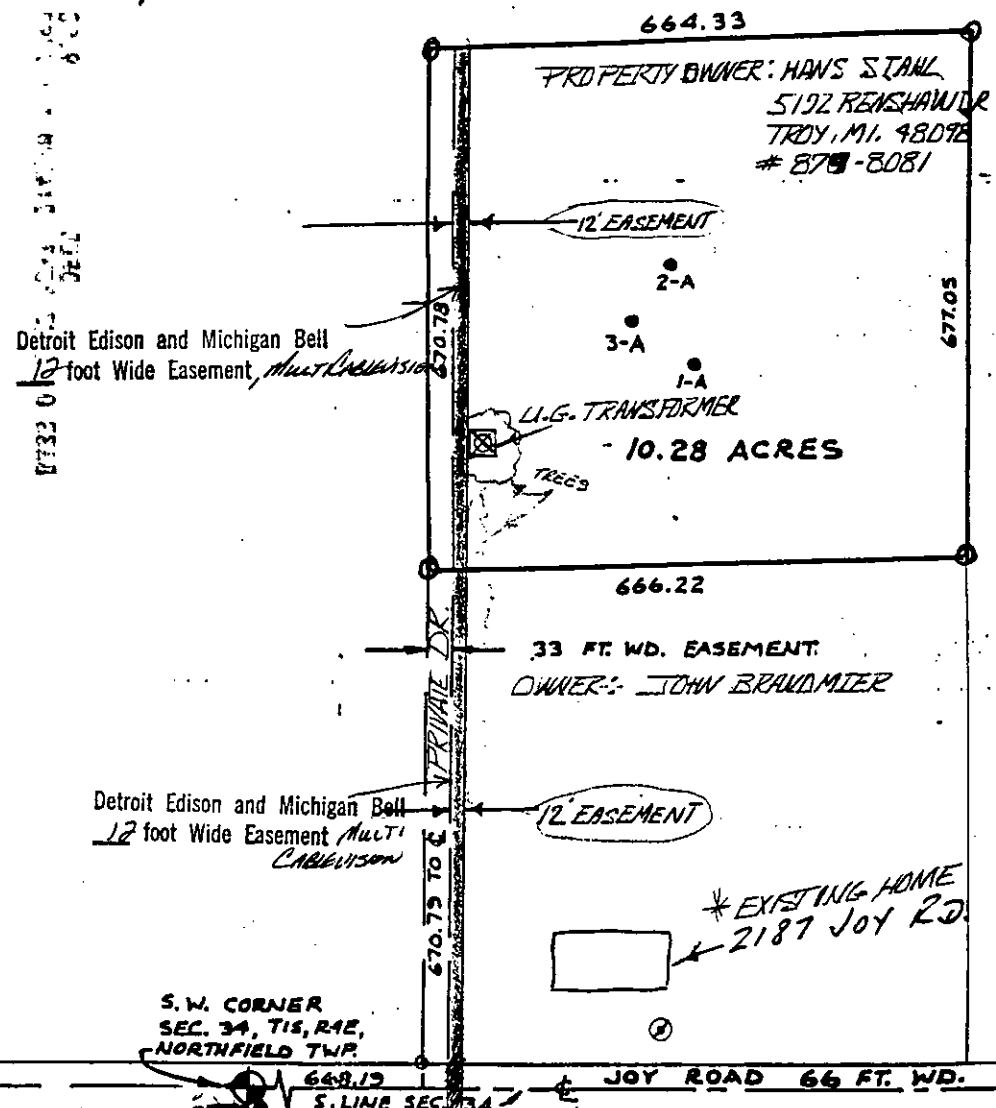 664.33
PROPERTY OWNER: HANS STAHL
5192 RENSHAW DR
TROY, MI. 48098
# 879-8081
12' EASEMENT
2-A
677.05
670.78
3-A
Detroit Edison and Michigan Bell
12 foot Wide Easement, MULTI CABLEVISION
1-A
U.G. TRANSFORMER
10.28 ACRES
TREES
666.22
33 FT. WD. EASEMENT.
PRIVATE DR.
OWNER:- JOHN BRANDMIER
Detroit Edison and Michigan Bell
12 foot Wide Easement MULTI
CABLEVISION
12' EASEMENT
670.79 TO ℄
* EXISTING HOME
2187 JOY RD.
S.W. CORNER
SEC. 34, T1S, R4E,
NORTHFIELD TWP.
648.19
℄ JOY ROAD 66 FT. WD.
S. LINE SEC. 34